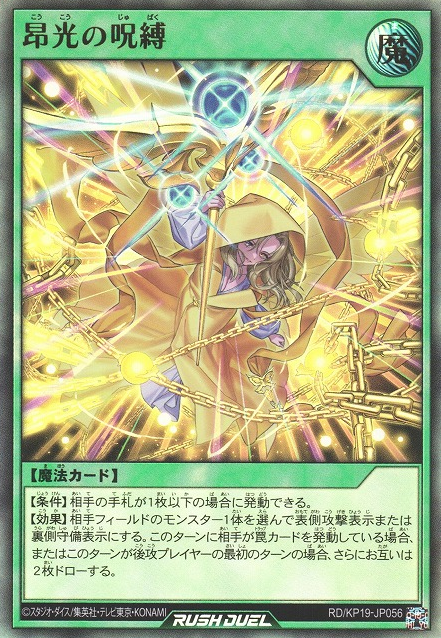 昂光の呪縛
魔
【魔法カード】
【条件】相手の手札が1枚以下の場合に発動できる。
【効果】相手フィールドのモンスター1体を選んで表側攻撃表示または
裏側守備表示にする。このターンに相手が罠カードを発動している場合、
またはこのターンが後攻プレイヤーの最初のターンの場合、さらにお互いは
2枚ドローする。
©スタジオ・ダイス/集英社・テレビ東京・KONAMI
RUSH DUEL
RD/KP19-JP056